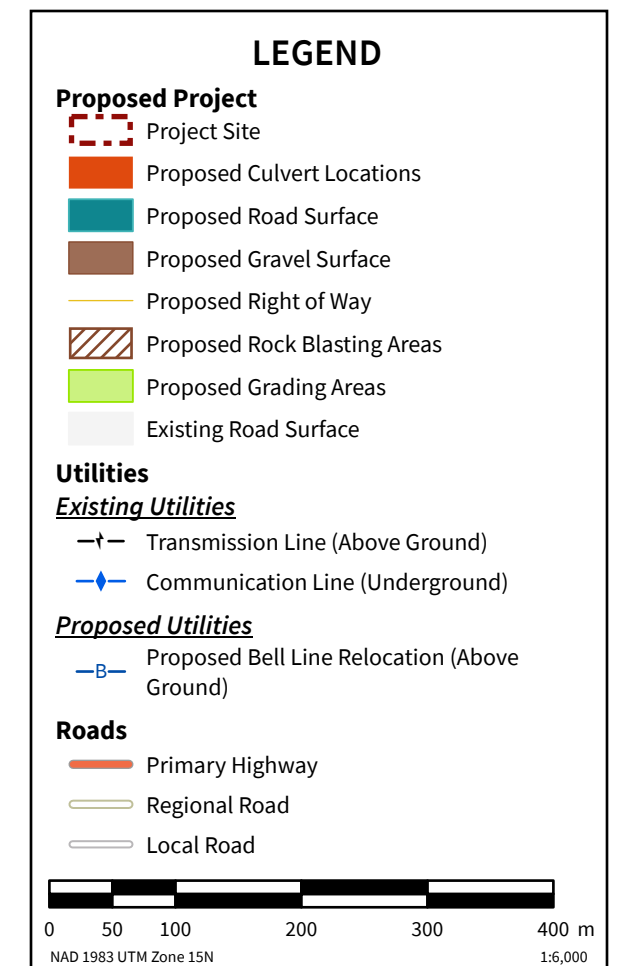 LEGEND
Proposed Project
Project Site
Proposed Culvert Locations
Proposed Road Surface
Proposed Gravel Surface
Proposed Right of Way
Proposed Rock Blasting Areas
Proposed Grading Areas
Existing Road Surface
Utilities
Existing Utilities
Transmission Line (Above Ground)
Communication Line (Underground)
Proposed Utilities
B
Proposed Bell Line Relocation (Above
Ground)
Roads
Primary Highway
Regional Road
Local Road
0 50 100 200 300 400 m
NAD 1983 UTM Zone 15N 1:6,000